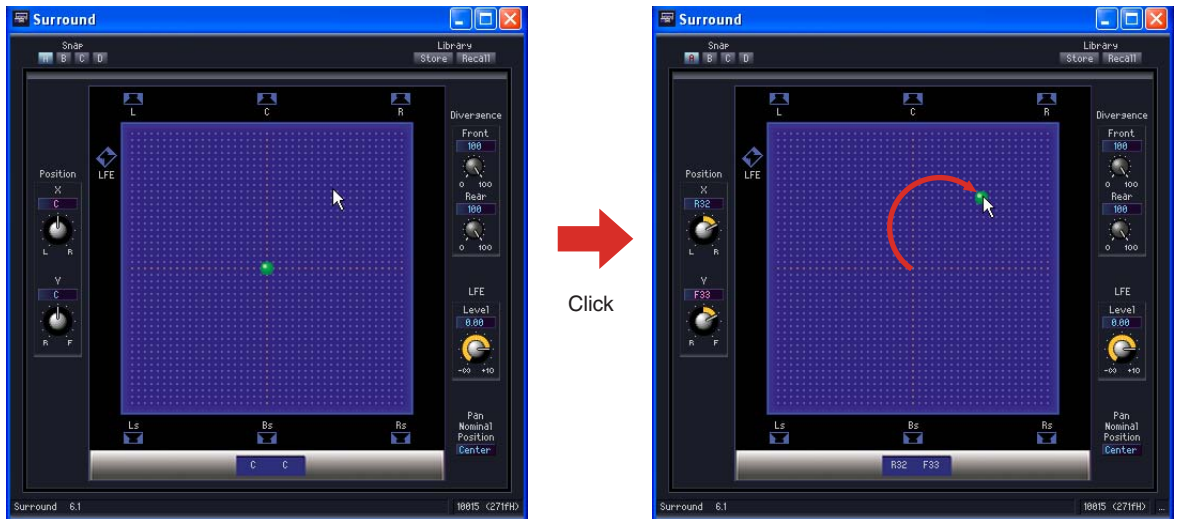 Surround
Snap
Library
A B C D
Store Recall
L
C
R
Divergence
Front
100
LFE
0 100
Position
X
C
Rear
100
L R
0 100
Y
C
LFE
Level
0.00
R F
-∞ +10
Ls
Bs
Rs
Pan
Nominal
Position
Center
C C
Surround 6.1
10015 (271fH)
Click
Surround
Snap
Library
A B C D
Store Recall
L
C
R
Divergence
Front
100
LFE
0 100
Position
X
R32
Rear
100
L R
0 100
Y
F33
LFE
Level
0.00
R F
-∞ +10
Ls
Bs
Rs
Pan
Nominal
Position
Center
R32 F33
Surround 6.1
10015 (271fH) ...